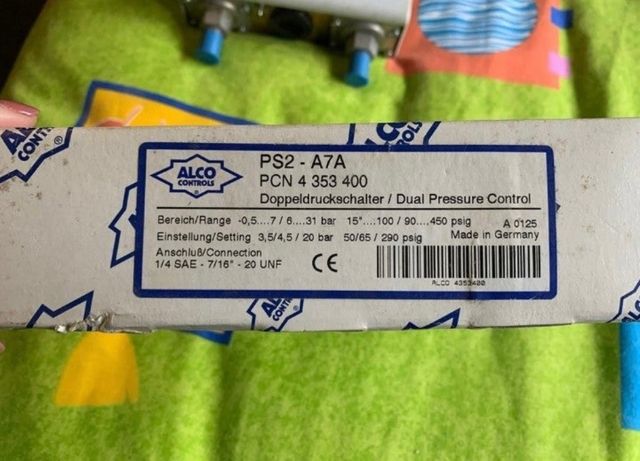 ALCO
CONTROLS
PS2 - A7A
PCN 4 353 400
Doppeldruckschalter / Dual Pressure Control
Bereich/Range -0,5....7 / 6....31 bar 15"....100 / 90....450 psig A 0125
Einstellung/Setting 3,5/4,5 / 20 bar 50/65 / 290 psig Made in Germany
Anschluß/Connection
1/4 SAE - 7/16" - 20 UNF CE
ALCO 4353400